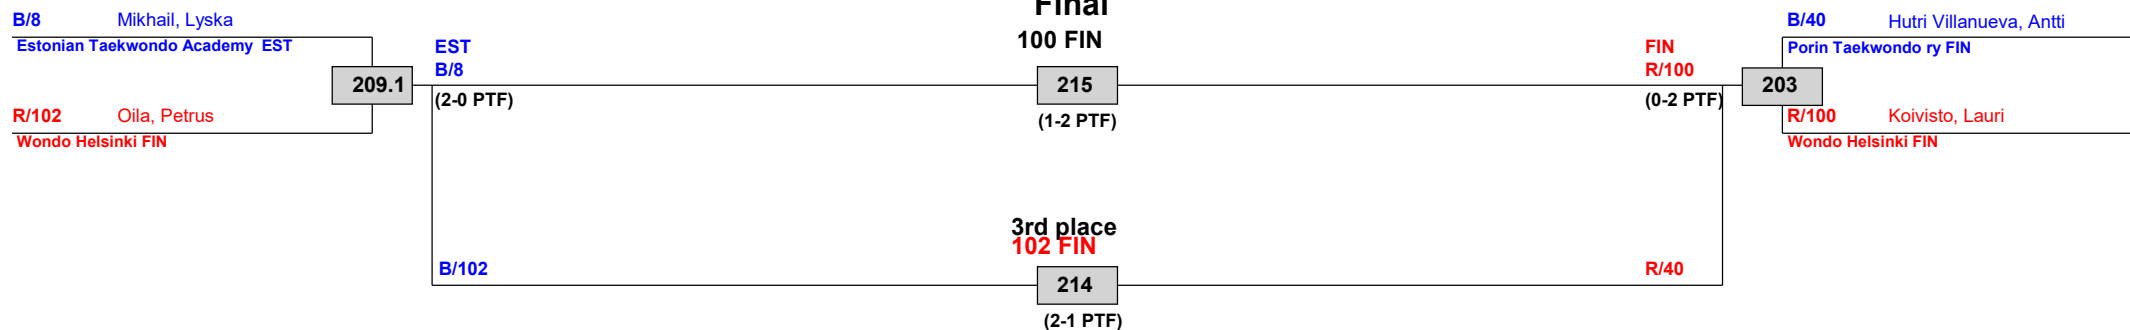 Final
100 FIN
B/8 Mikhail, Lyska
Estonian Taekwondo Academy EST
209.1
R/102 Oila, Petrus
Wondo Helsinki FIN
EST
B/8
(2-0 PTF)
215
(1-2 PTF)
FIN
R/100
(0-2 PTF)
B/40 Hutri Villanueva, Antti
Porin Taekwondo ry FIN
203
R/100 Koivisto, Lauri
Wondo Helsinki FIN
3rd place
102 FIN
B/102
214
R/40
(2-1 PTF)